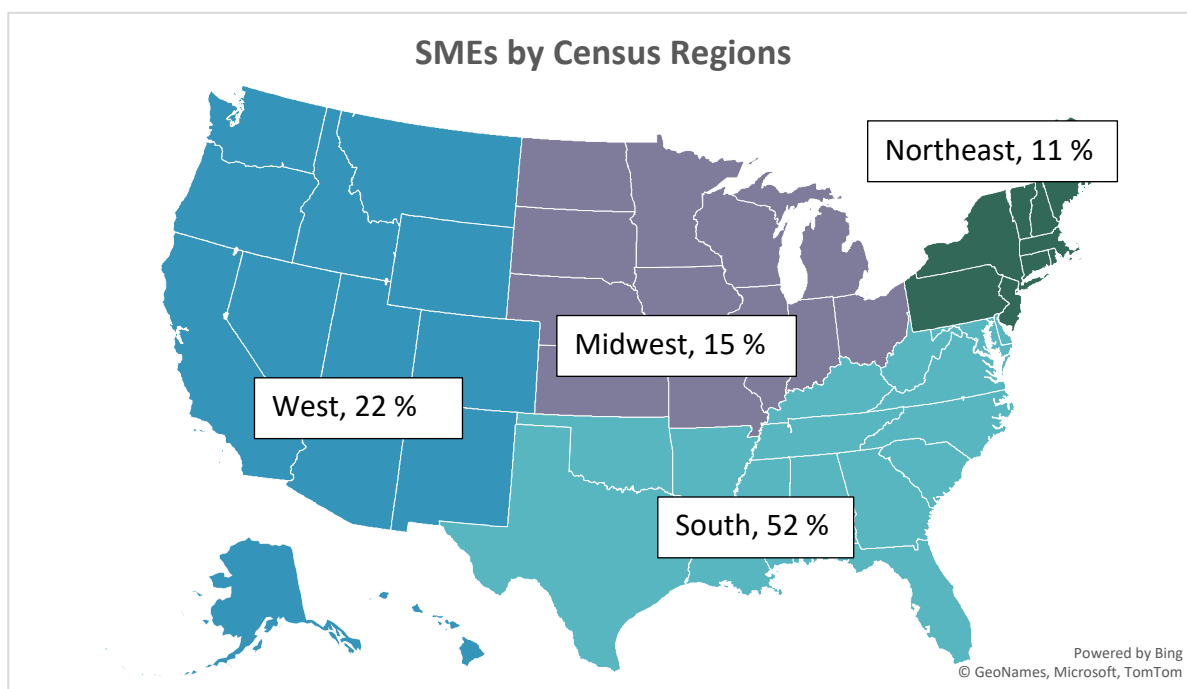 SMEs by Census Regions
Northeast, 11 %
Midwest, 15 %
West, 22 %
South, 52 %
Powered by Bing
© GeoNames, Microsoft, TomTom